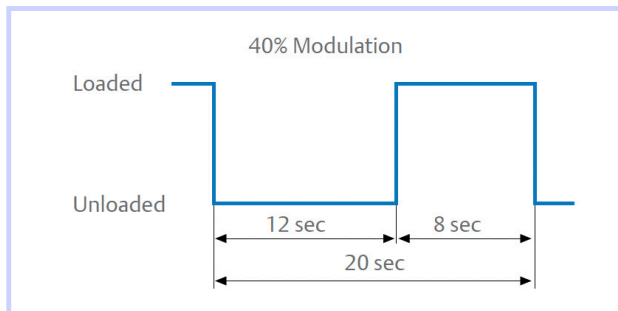 40% Modulation
Loaded
Unloaded
12 sec
8 sec
20 sec